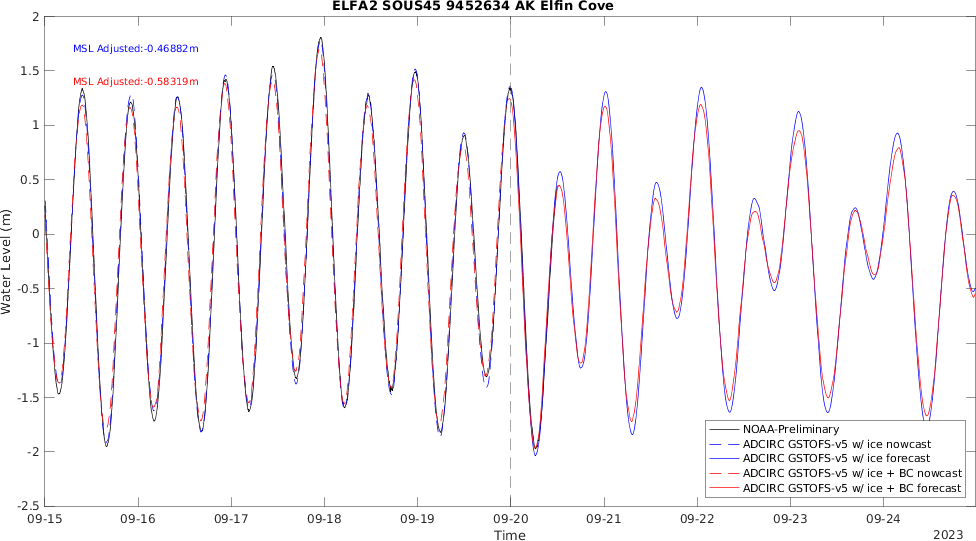 ELFA2 SOUS45 9452634 AK Elfin Cove
MSL Adjusted:-0.46882m
MSL Adjusted:-0.58319m
2
1.5
1
0.5
0
-0.5
-1
-1.5
-2
-2.5
Water Level (m)
NOAA-Preliminary
ADCIRC GSTOFS-v5 w/ ice nowcast
ADCIRC GSTOFS-v5 w/ ice forecast
ADCIRC GSTOFS-v5 w/ ice + BC nowcast
ADCIRC GSTOFS-v5 w/ ice + BC forecast
09-15 09-16 09-17 09-18 09-19 09-20 09-21 09-22 09-23 09-24
Time
2023